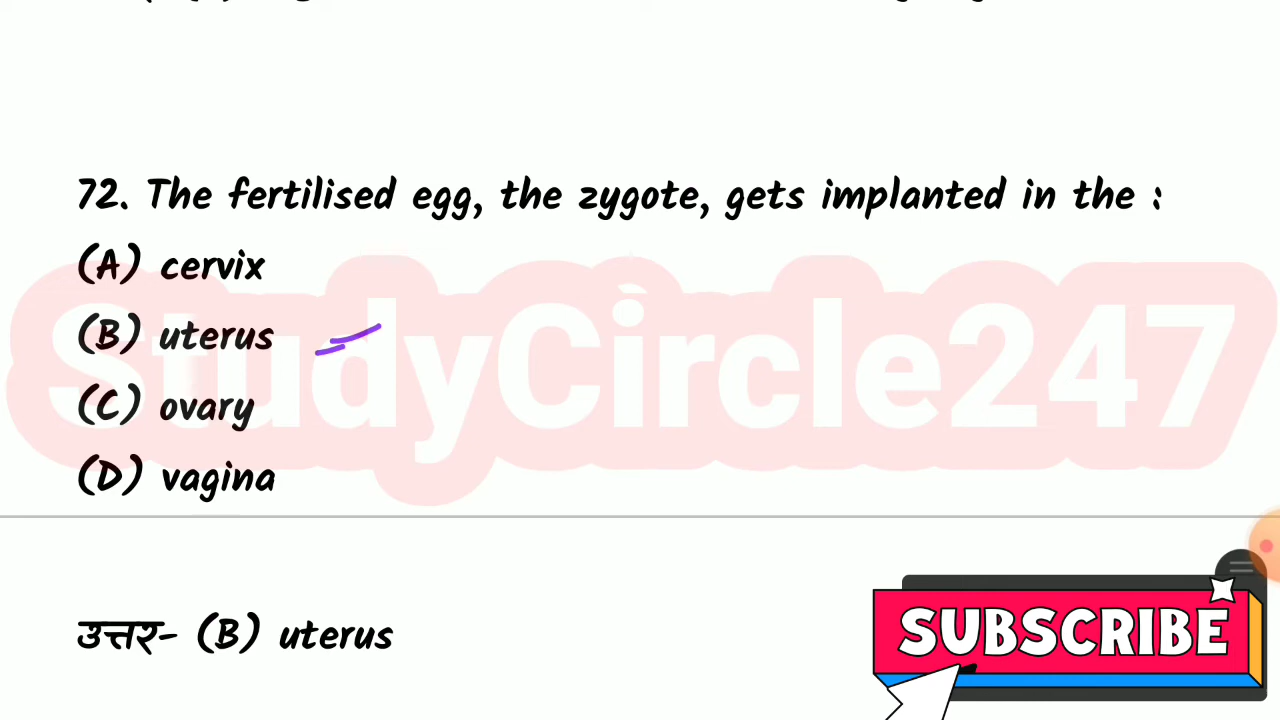 72. The fertilised egg, the zygote, gets implanted in the :
(A) cervix
(B) uterus
(C) ovary
(D) vagina
StudyCircle247
उत्तर- (B) uterus
SUBSCRIBE